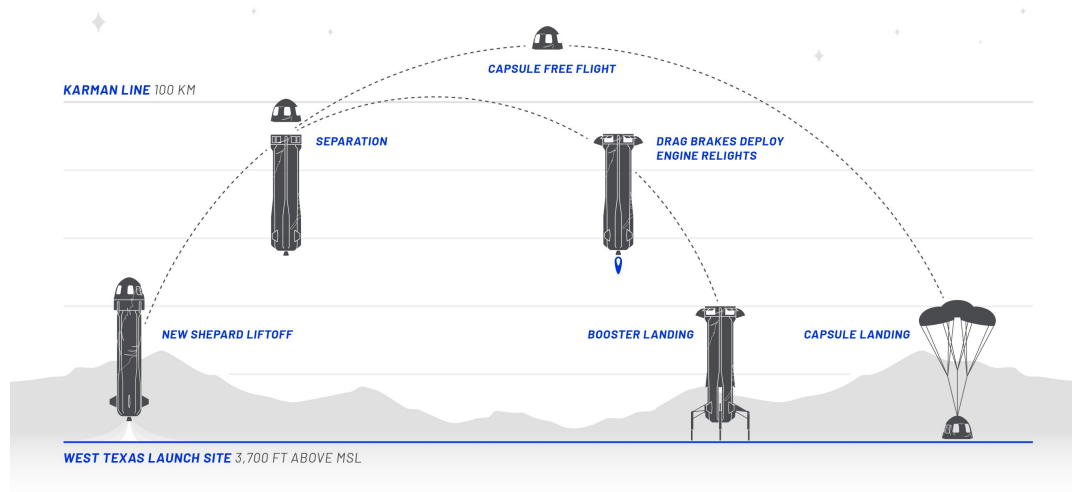 CAPSULE FREE FLIGHT
KARMAN LINE 100 KM
SEPARATION
DRAG BRAKES DEPLOY
ENGINE RELIGHTS
NEW SHEPARD LIFTOFF
BOOSTER LANDING
CAPSULE LANDING
WEST TEXAS LAUNCH SITE 3,700 FT ABOVE MSL